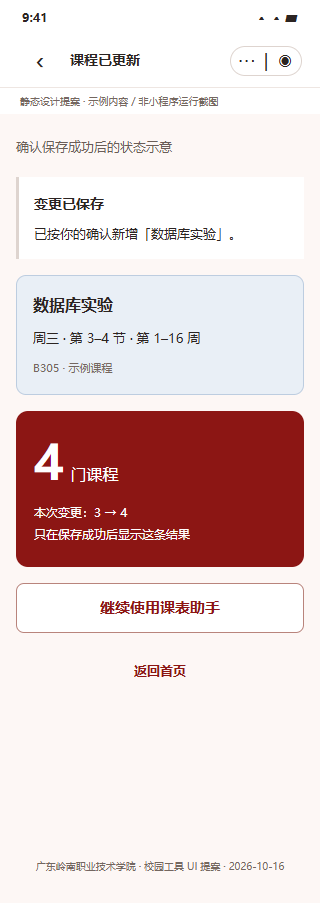 9:41
课程已更新
静态设计提案 · 示例内容 / 非小程序运行截图
确认保存成功后的状态示意
变更已保存
已按你的确认新增「数据库实验」。
数据库实验
周三 · 第 3–4 节 · 第 1–16 周
B305 · 示例课程
4 门课程
本次变更：3 → 4
只在保存成功后显示这条结果
继续使用课表助手
返回首页
广东岭南职业技术学院 · 校园工具 UI 提案 · 2026-10-16